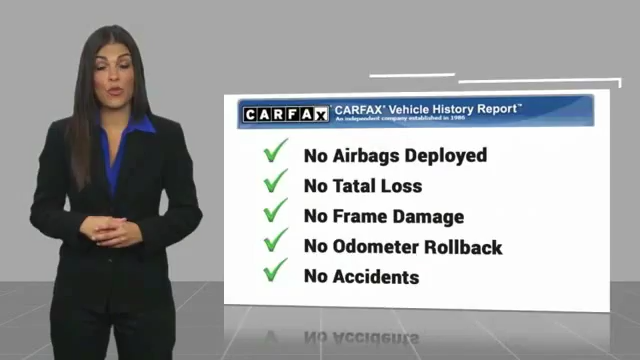 CARFAX CARFAX Vehicle History Report™
An independent company established in 1986
No Airbags Deployed
No Tatal Loss
No Frame Damage
No Odometer Rollback
No Accidents